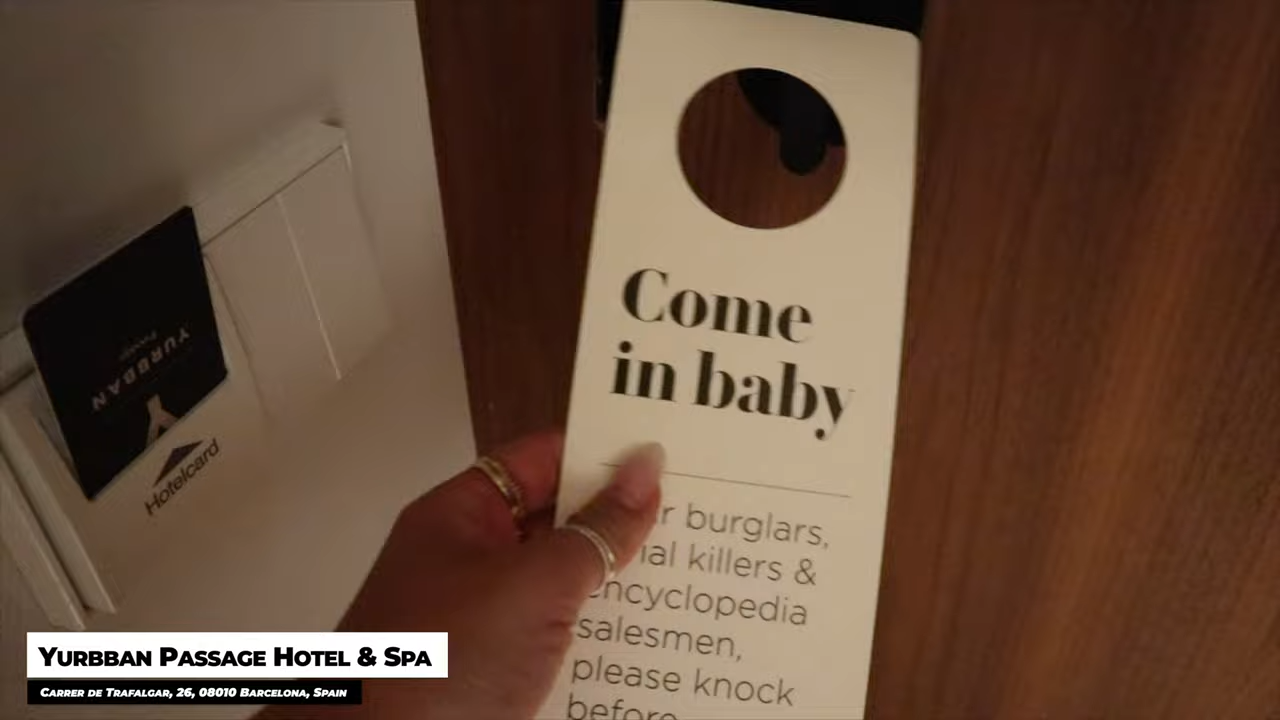 Come
in baby
burglars,
killers &
encyclopedia
salesmen,
please knock
before
YURBBAN
Hotelcard
YURBBAN PASSAGE HOTEL & SPA
CARRER DE TRAFALGAR, 26, 08010 BARCELONA, SPAIN